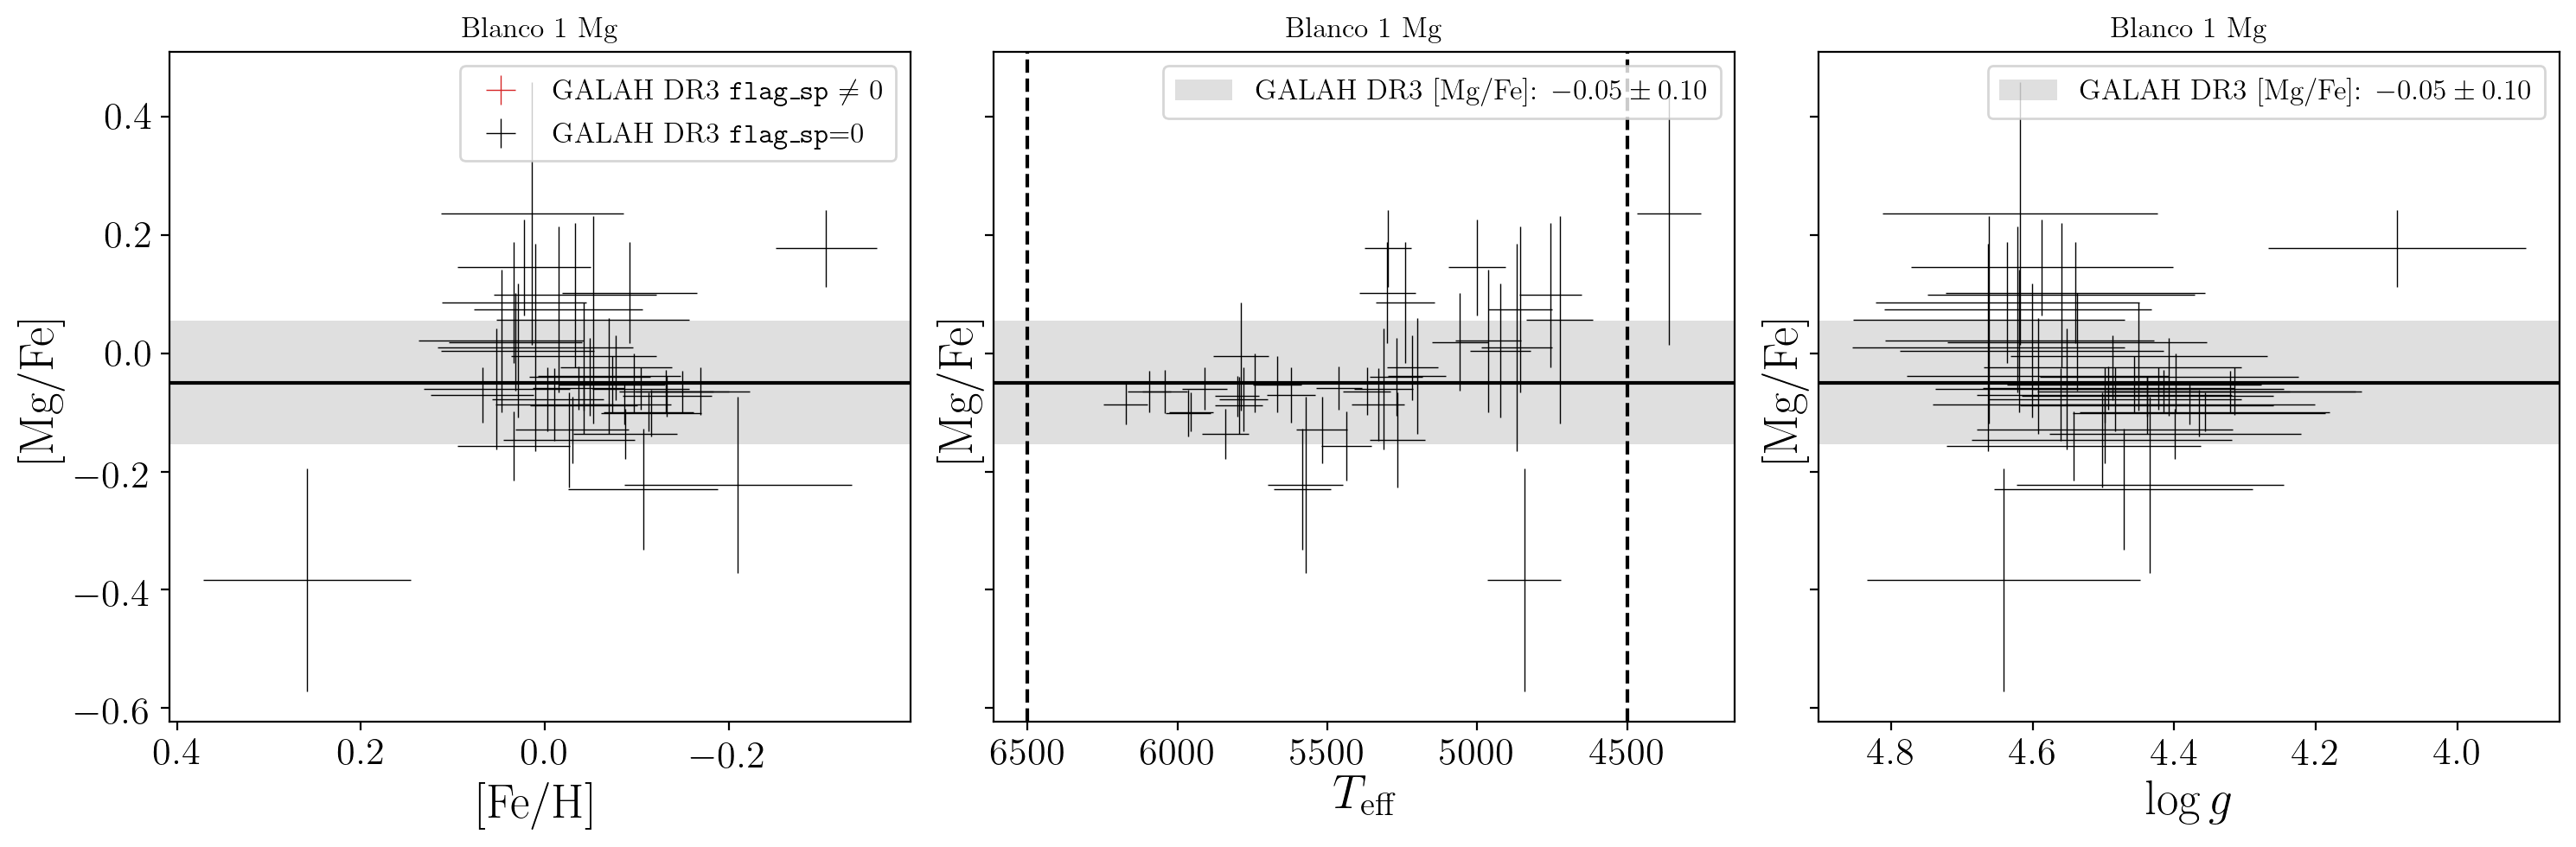 Blanco 1 Mg
Blanco 1 Mg
Blanco 1 Mg
GALAH DR3 flag_sp ≠ 0
GALAH DR3 flag_sp=0
GALAH DR3 [Mg/Fe]: −0.05 ± 0.10
GALAH DR3 [Mg/Fe]: −0.05 ± 0.10
0.4
0.2
0.0
−0.2
−0.4
−0.6
[Mg/Fe]
[Mg/Fe]
[Mg/Fe]
0.4 0.2 0.0 −0.2
6500 6000 5500 5000 4500
4.8 4.6 4.4 4.2 4.0
[Fe/H]
Teff
log g